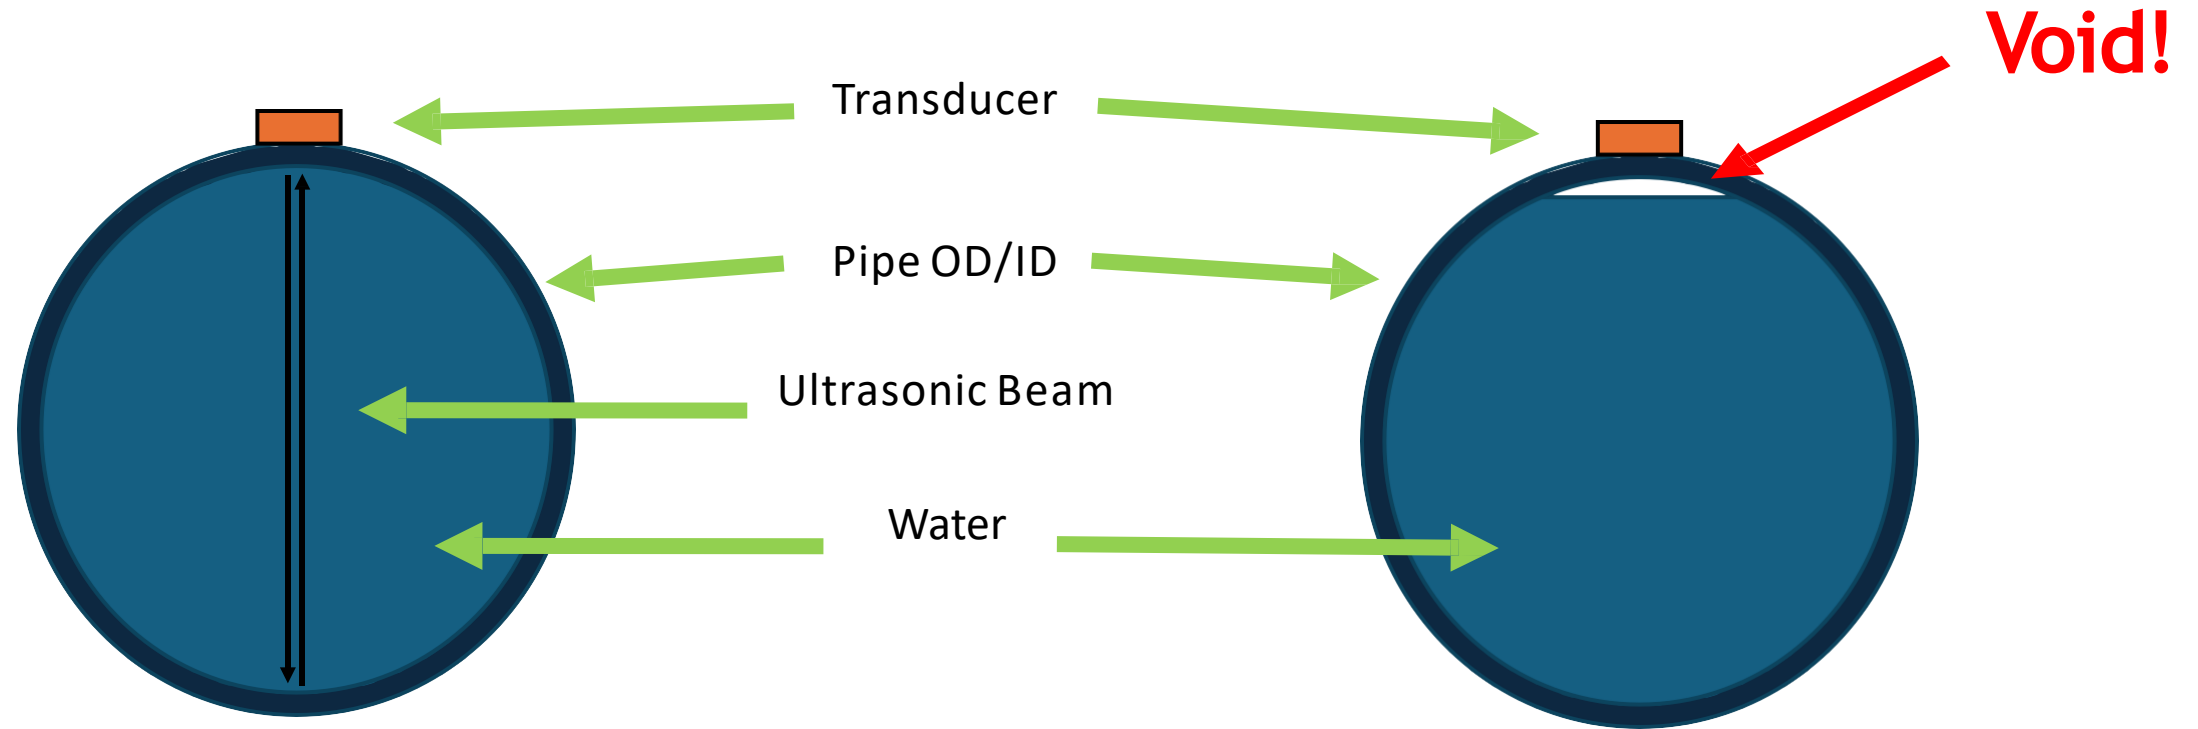 Void!
Transducer
Pipe OD/ID
Ultrasonic Beam
Water